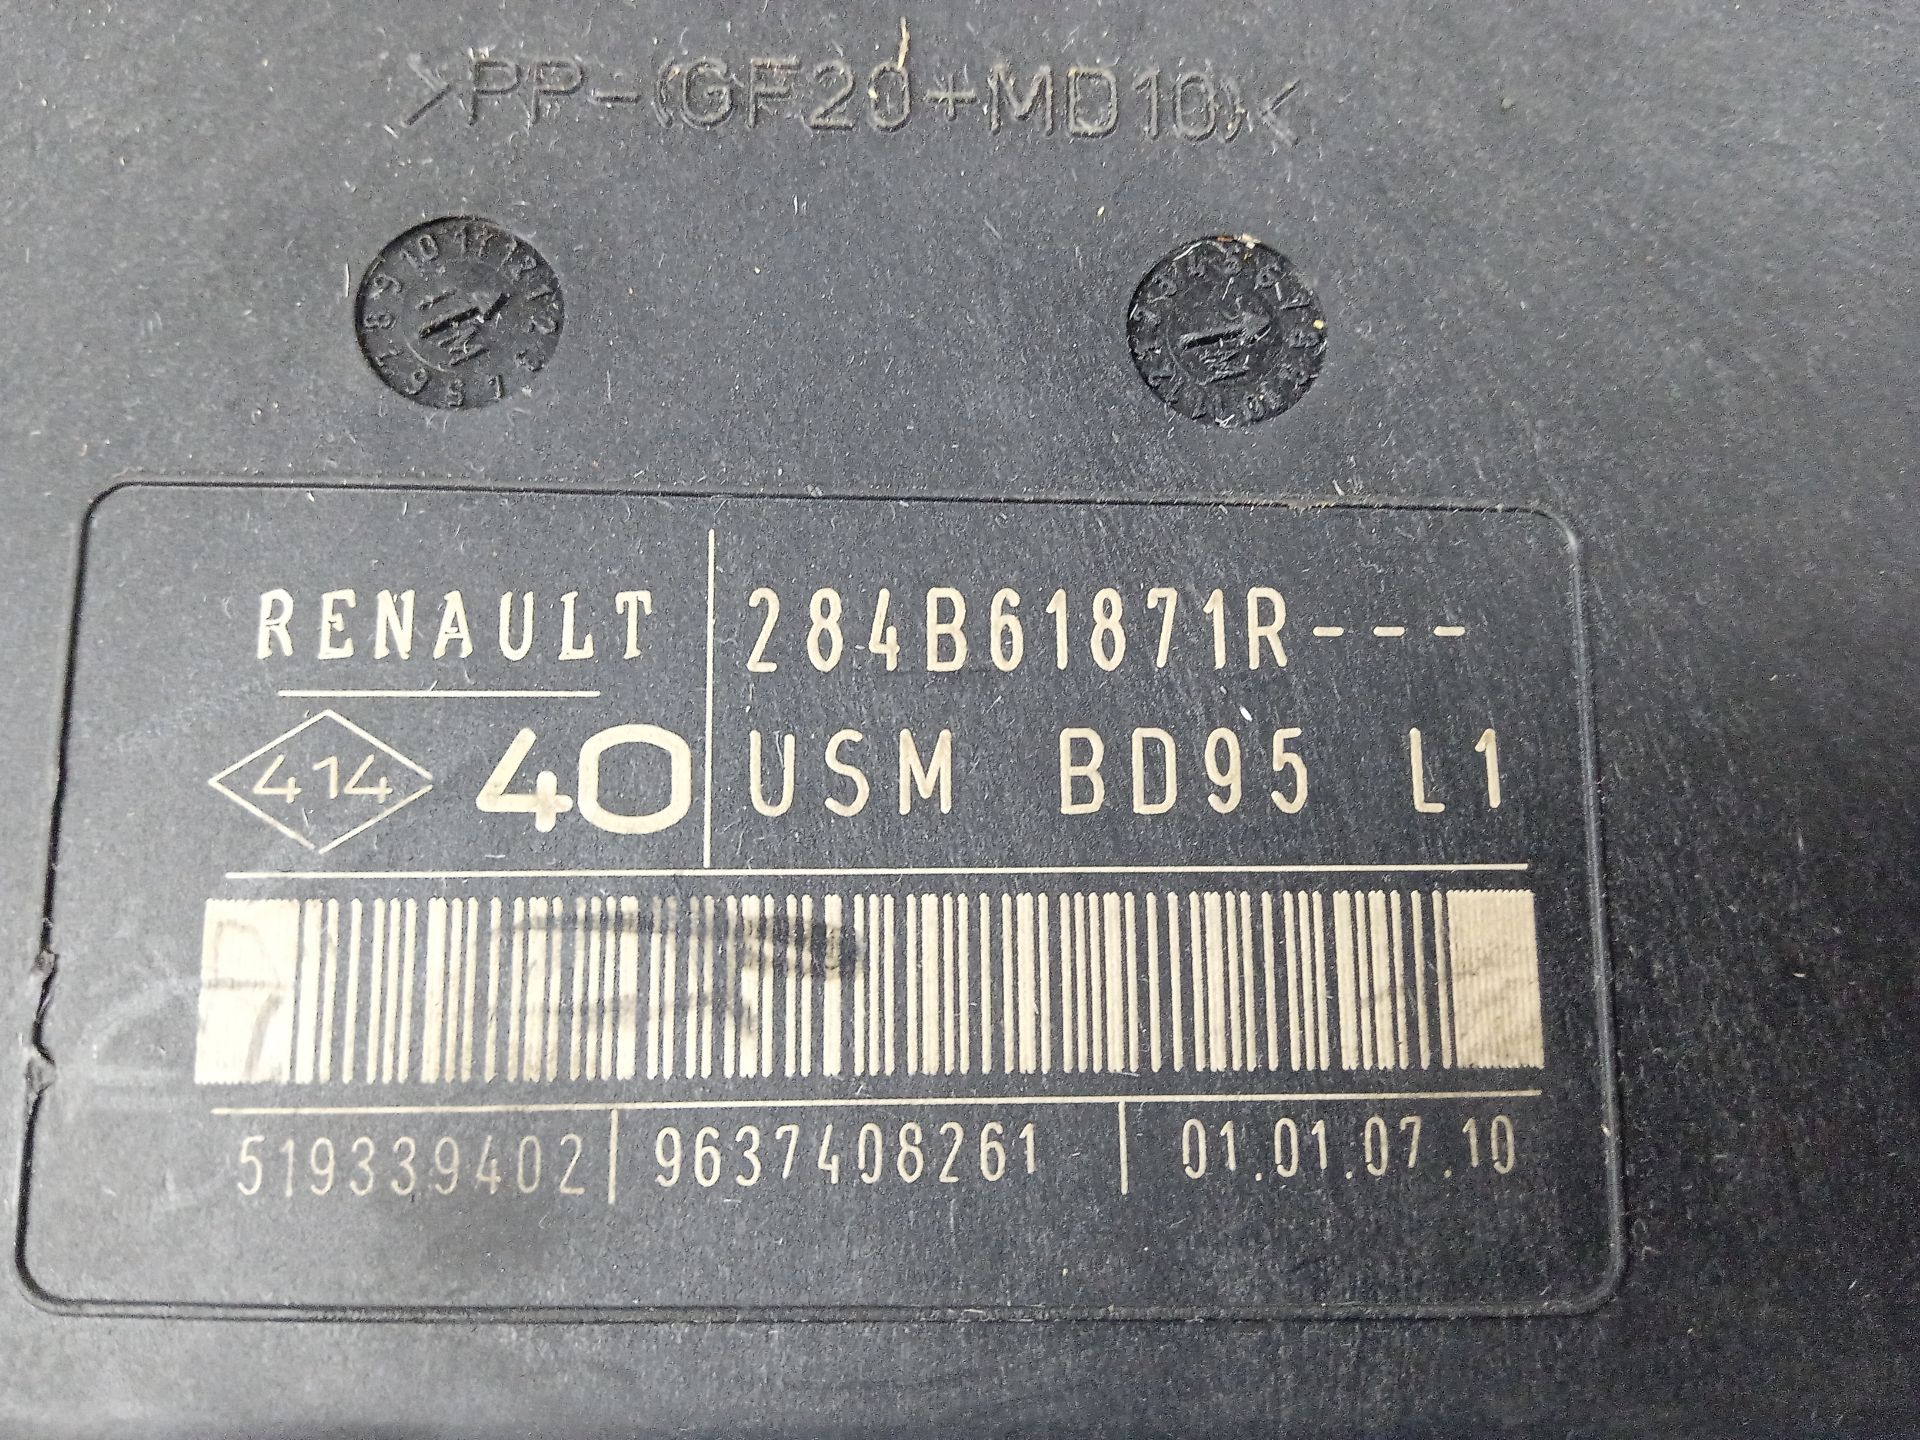 >PP-(GF20+MD10)<
RENAULT
284B61871R---
414
40
USM BD95 L1
519339402 | 9637408261 | 01.01.07.10